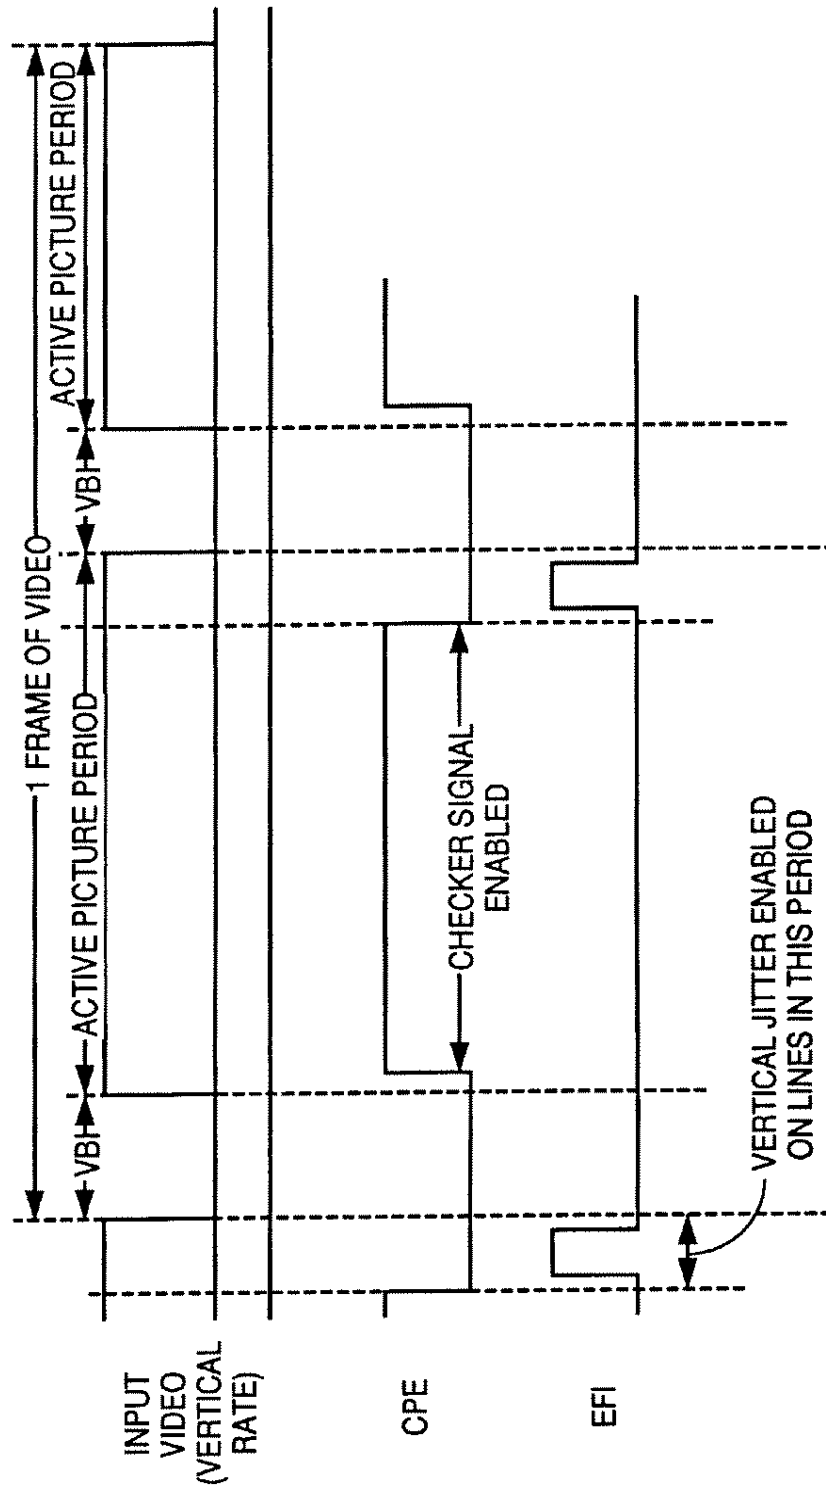 1 FRAME OF VIDEO
ACTIVE PICTURE PERIOD
VBI
ACTIVE PICTURE PERIOD
VBI
INPUT
VIDEO
(VERTICAL
RATE)
CPE
CHECKER SIGNAL
ENABLED
EFI
VERTICAL JITTER ENABLED
ON LINES IN THIS PERIOD